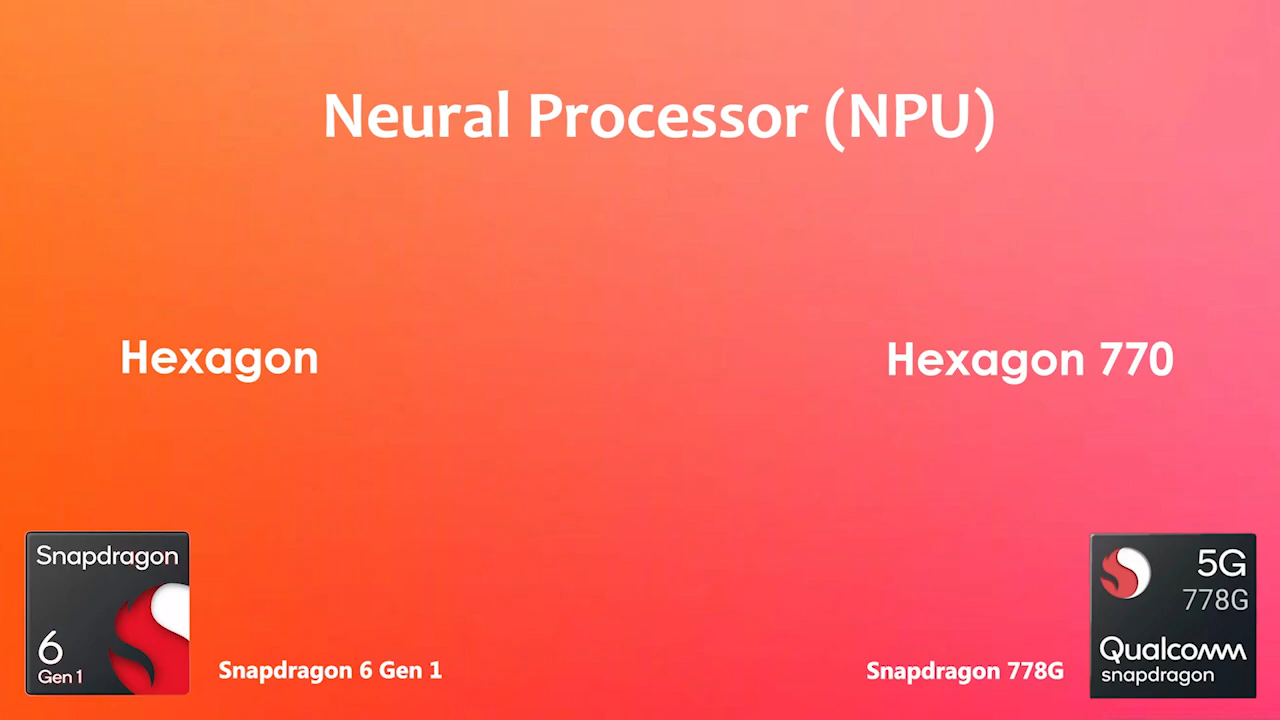 Neural Processor (NPU)
Hexagon
Hexagon 770
Snapdragon
6
Gen 1
Snapdragon 6 Gen 1
Snapdragon 778G
5G
778G
Qualcomm
snapdragon